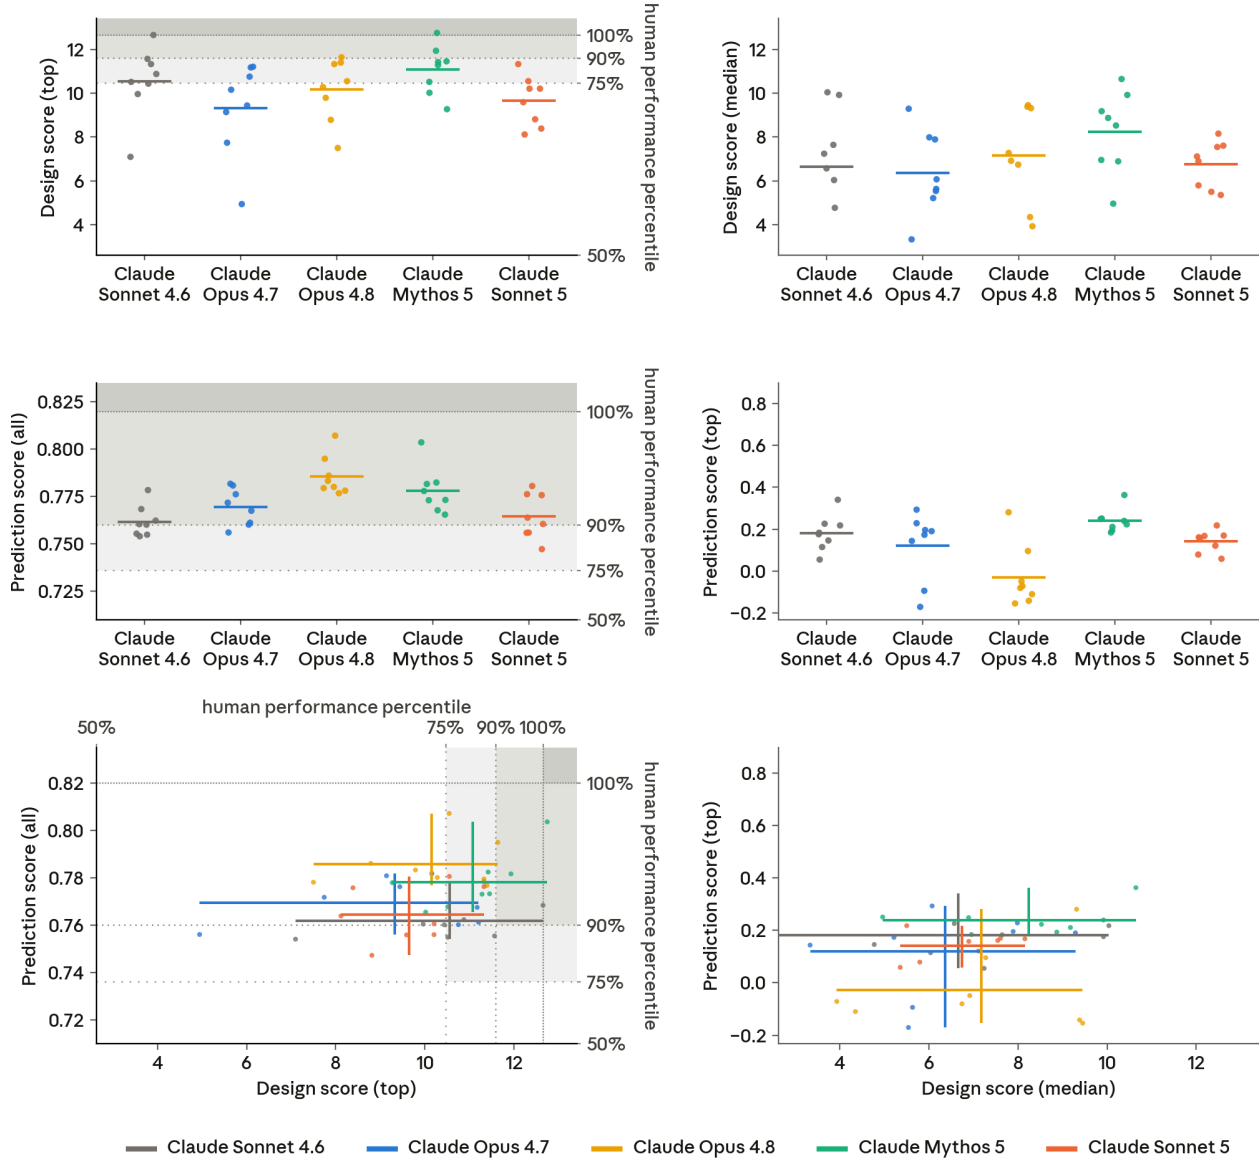 Design score (top)
12
10
8
6
4
100%
90%
75%
50%
human performance percentile
Claude Sonnet 4.6
Claude Opus 4.7
Claude Opus 4.8
Claude Mythos 5
Claude Sonnet 5
Design score (median)
12
10
8
6
4
Claude Sonnet 4.6
Claude Opus 4.7
Claude Opus 4.8
Claude Mythos 5
Claude Sonnet 5
Prediction score (all)
0.825
0.800
0.775
0.750
0.725
100%
90%
75%
50%
human performance percentile
Claude Sonnet 4.6
Claude Opus 4.7
Claude Opus 4.8
Claude Mythos 5
Claude Sonnet 5
Prediction score (top)
0.8
0.6
0.4
0.2
0.0
−0.2
Claude Sonnet 4.6
Claude Opus 4.7
Claude Opus 4.8
Claude Mythos 5
Claude Sonnet 5
human performance percentile
50% 75% 90% 100%
Prediction score (all)
0.82
0.80
0.78
0.76
0.74
0.72
100%
90%
75%
50%
human performance percentile
4 6 8 10 12
Design score (top)
Prediction score (top)
0.8
0.6
0.4
0.2
0.0
−0.2
4 6 8 10 12
Design score (median)
Claude Sonnet 4.6 Claude Opus 4.7 Claude Opus 4.8 Claude Mythos 5 Claude Sonnet 5